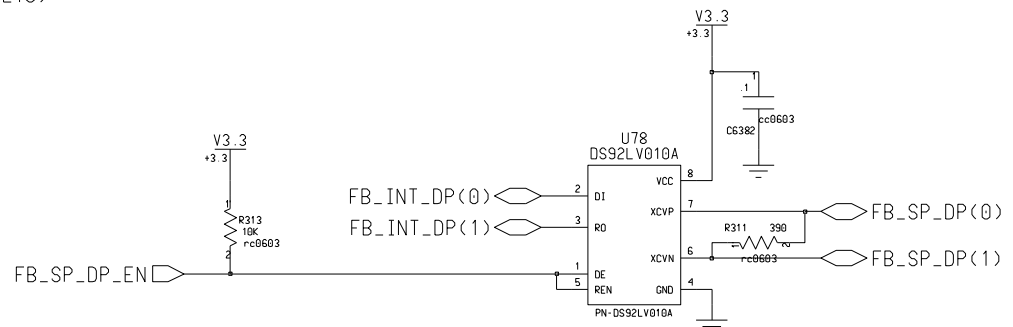 V3.3
+3.3
1
.1
cc0603
C6382
U78
DS92LV010A
V3.3
+3.3
VCC
8
FB_INT_DP(0)
2
DI
XCVP
7
FB_SP_DP(0)
1
R313
10K
rc0603
2
FB_INT_DP(1)
3
RO
R311
390
1
2
rc0603
XCVN
6
FB_SP_DP(1)
FB_SP_DP_EN
1
DE
5
REN
GND
4
PN-DS92LV010A